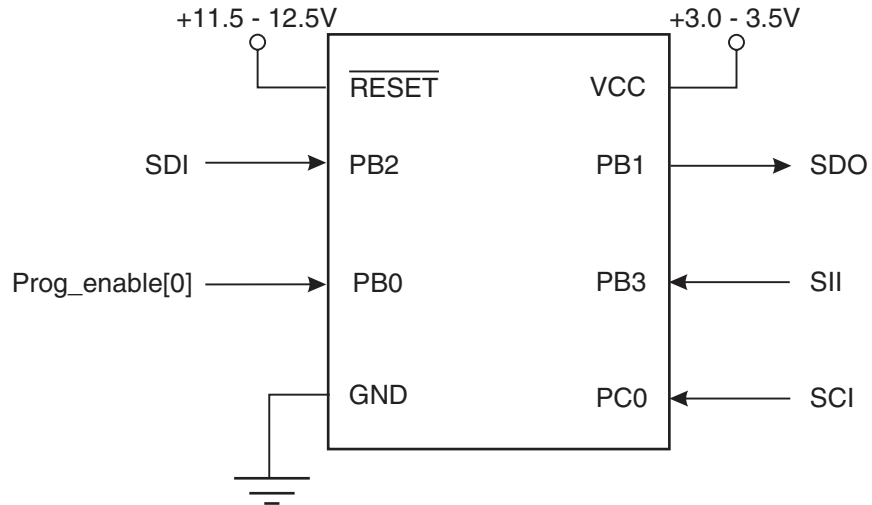 +11.5 - 12.5V
+3.0 - 3.5V
RESET
VCC
SDI
PB2
PB1
SDO
Prog_enable[0]
PB0
PB3
SII
GND
PC0
SCI